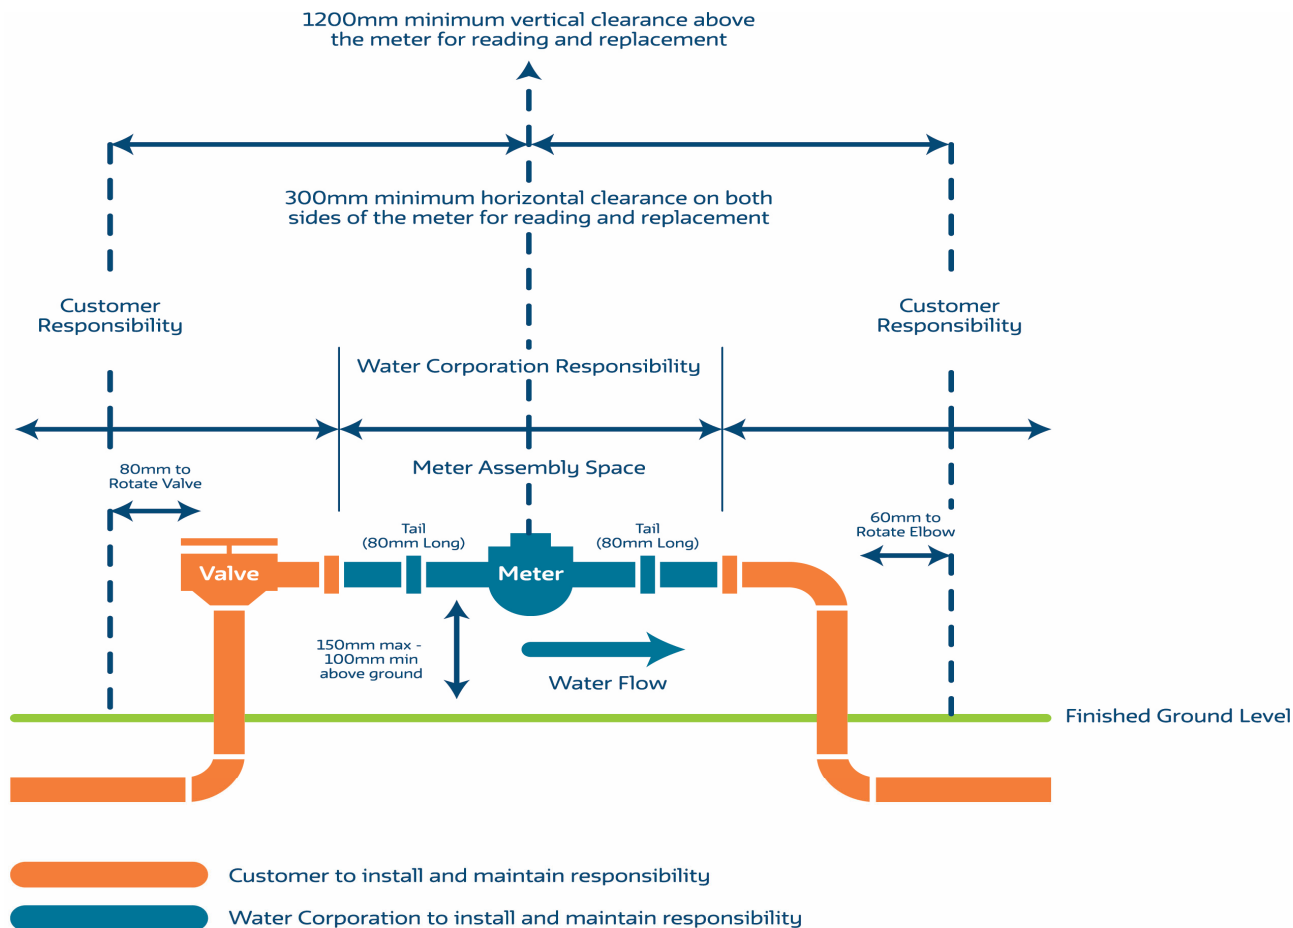 1200mm minimum vertical clearance above
the meter for reading and replacement
300mm minimum horizontal clearance on both
sides of the meter for reading and replacement
Customer
Responsibility
Customer
Responsibility
Water Corporation Responsibility
80mm to
Rotate Valve
Meter Assembly Space
Tail
(80mm Long)
Tail
(80mm Long)
60mm to
Rotate Elbow
Valve
Meter
150mm max -
100mm min
above ground
Water Flow
Finished Ground Level
Customer to install and maintain responsibility
Water Corporation to install and maintain responsibility